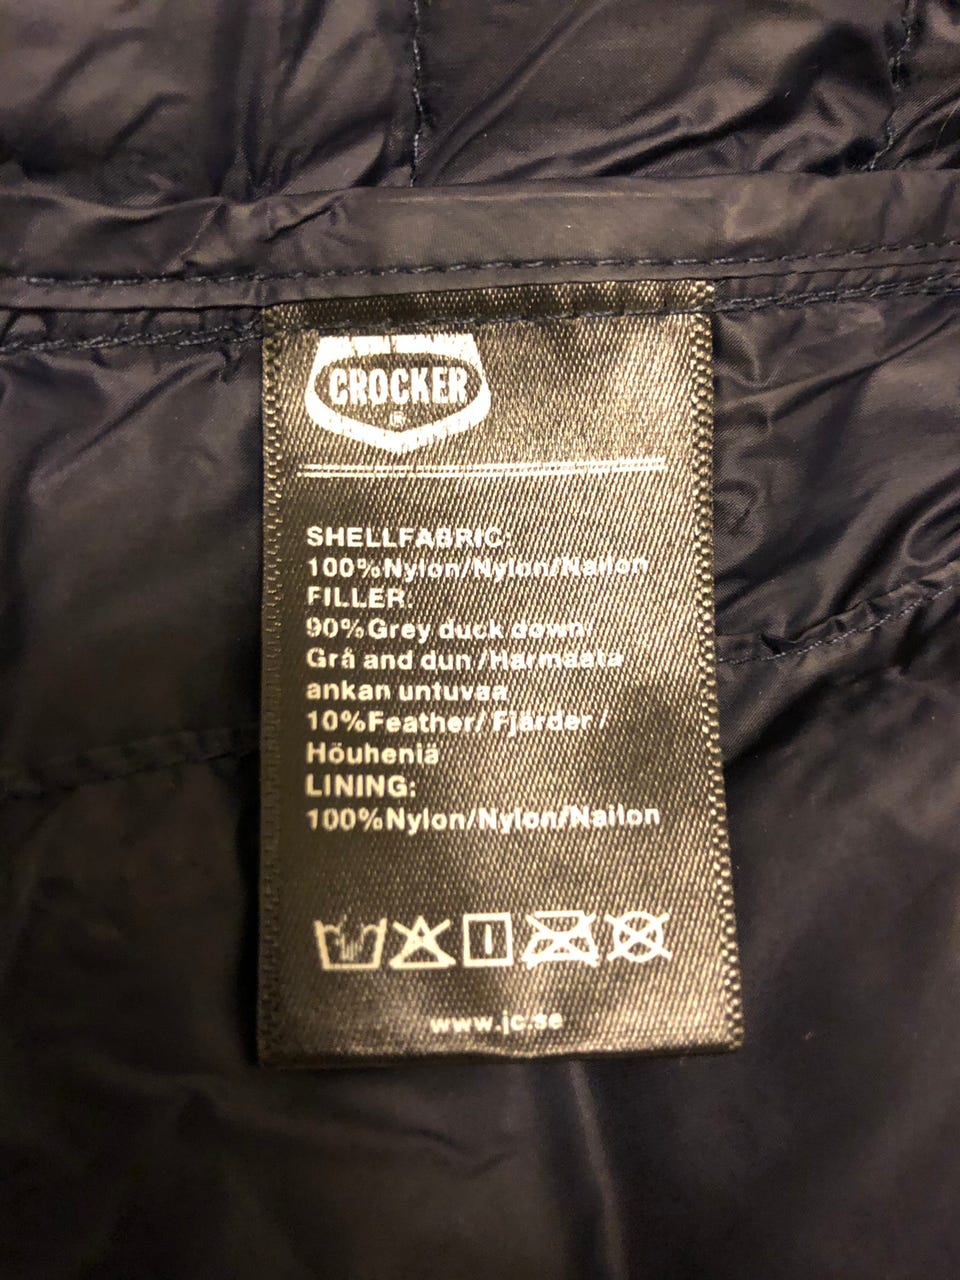 CROCKER
®
SHELLFABRIC:
100%Nylon/Nylon/Nailon
FILLER:
90%Grey duck down/
Grå and dun /Harmaata
ankan untuvaa
10%Feather/ Fjärder /
Höuheniä
LINING:
100%Nylon/Nylon/Nailon
www.jc.se